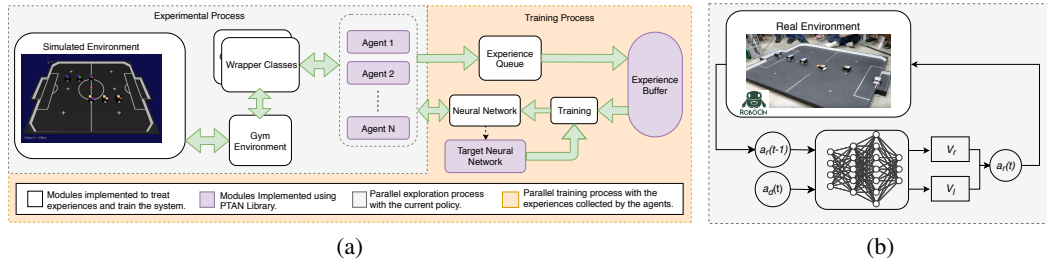 Experimental Process
Training Process
Simulated Environment
Wrapper Classes
Gym
Environment
Agent 1
Agent 2
Agent N
Experience
Queue
Neural Network
Training
Target Neural
Network
Experience
Buffer
Modules implemented to treat
experiences and train the system.
Modules Implemented using
PTAN Library.
Parallel exploration process
with the current policy.
Parallel training process with the
experiences collected by the agents.
(a)
Real Environment
ROBOCIN
a_r(t-1)
a_d(t)
V_r
V_l
a_r(t)
(b)